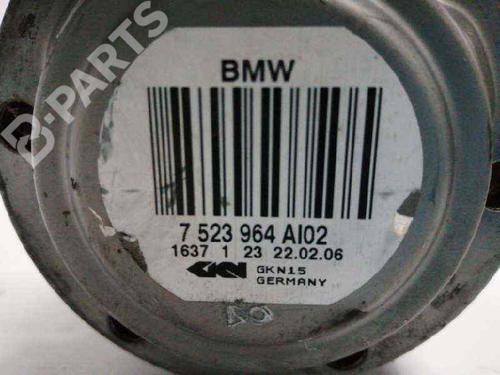 B-PARTS
BMW
7 523 964 AI02
1637 1 23 22.02.06
GKN GKN15
GERMANY